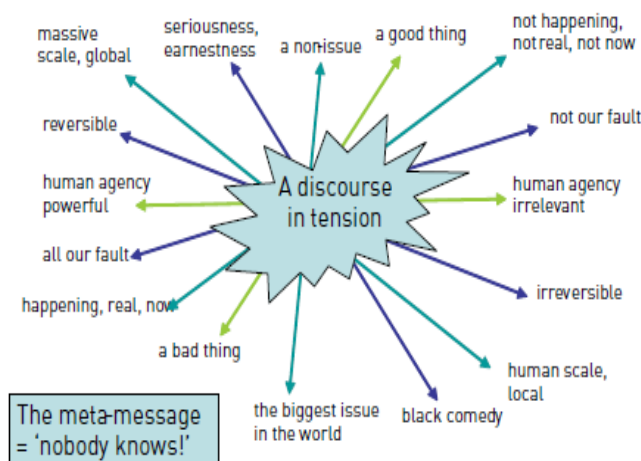 massive
scale, global
seriousness,
earnestness
a non-issue
a good thing
not happening,
not real, not now
reversible
not our fault
human agency
powerful
A discourse
in tension
human agency
irrelevant
all our fault
happening, real, now
irreversible
a bad thing
human scale,
local
the biggest issue
in the world
black comedy
The meta-message
= 'nobody knows!'